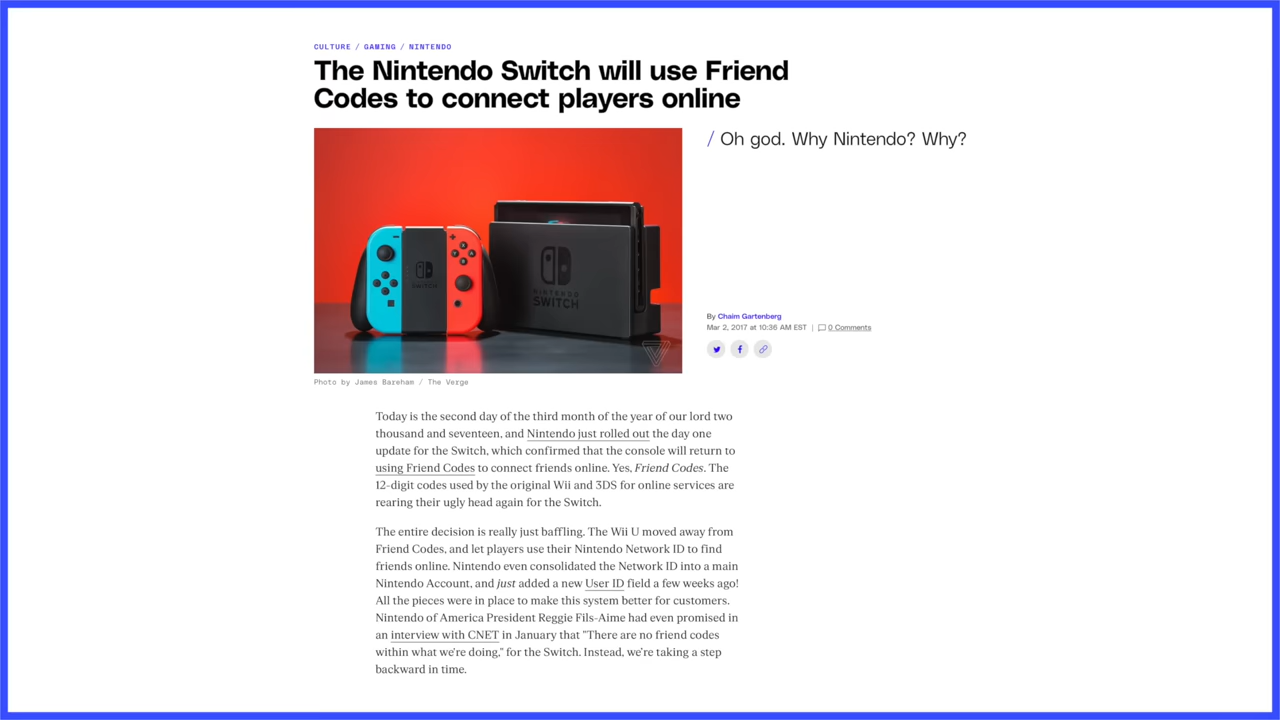 CULTURE / GAMING / NINTENDO
The Nintendo Switch will use Friend
Codes to connect players online
/ Oh god. Why Nintendo? Why?
SWITCH
NINTENDO
SWITCH
By Chaim Gartenberg
Mar 2, 2017 at 10:36 AM EST | 0 Comments
Photo by James Bareham / The Verge
Today is the second day of the third month of the year of our lord two
thousand and seventeen, and Nintendo just rolled out the day one
update for the Switch, which confirmed that the console will return to
using Friend Codes to connect friends online. Yes, Friend Codes. The
12-digit codes used by the original Wii and 3DS for online services are
rearing their ugly head again for the Switch.
The entire decision is really just baffling. The Wii U moved away from
Friend Codes, and let players use their Nintendo Network ID to find
friends online. Nintendo even consolidated the Network ID into a main
Nintendo Account, and just added a new User ID field a few weeks ago!
All the pieces were in place to make this system better for customers.
Nintendo of America President Reggie Fils-Aime had even promised in
an interview with CNET in January that "There are no friend codes
within what we're doing," for the Switch. Instead, we're taking a step
backward in time.